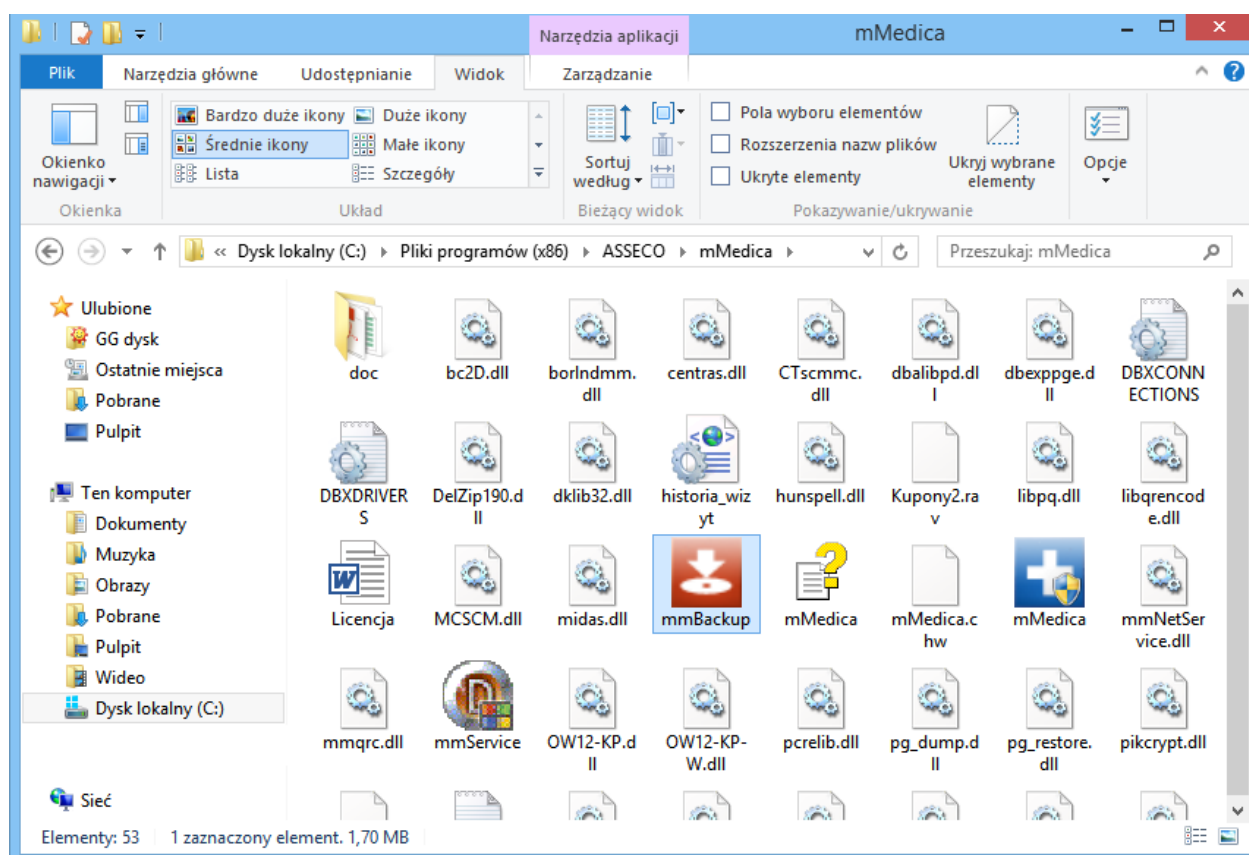 Narzędzia aplikacji
mMedica
Plik Narzędzia główne Udostępnianie Widok Zarządzanie
Okienko
nawigacji
Okienka
Bardzo duże ikony Duże ikony
Średnie ikony Małe ikony
Lista Szczegóły
Układ
Sortuj
według
Bieżący widok
Pola wyboru elementów
Rozszerzenia nazw plików
Ukryte elementy
Ukryj wybrane
elementy
Pokazywanie/ukrywanie
Opcje
« Dysk lokalny (C:) Pliki programów (x86) ASSECO mMedica
Przeszukaj: mMedica
Ulubione
GG dysk
Ostatnie miejsca
Pobrane
Pulpit
Ten komputer
Dokumenty
Muzyka
Obrazy
Pobrane
Pulpit
Wideo
Dysk lokalny (C:)
Sieć
doc
bc2D.dll
borlndmm.
dll
centras.dll
CTscmmc.
dll
dbalibpd.dl
l
dbexppge.d
ll
DBXCONN
ECTIONS
DBXDRIVER
S
DelZip190.d
ll
dklib32.dll
historia_wiz
yt
hunspell.dll
Kupony2.ra
v
libpq.dll
libqrencod
e.dll
W
Licencja
MCSCM.dll
midas.dll
mmBackup
mMedica
mMedica.c
hw
mMedica
mmNetSer
vice.dll
mmqrc.dll
D
mmService
OW12-KP.d
ll
OW12-KP-
W.dll
pcrelib.dll
pg_dump.d
ll
pg_restore.
dll
pikcrypt.dll
Elementy: 53 1 zaznaczony element. 1,70 MB